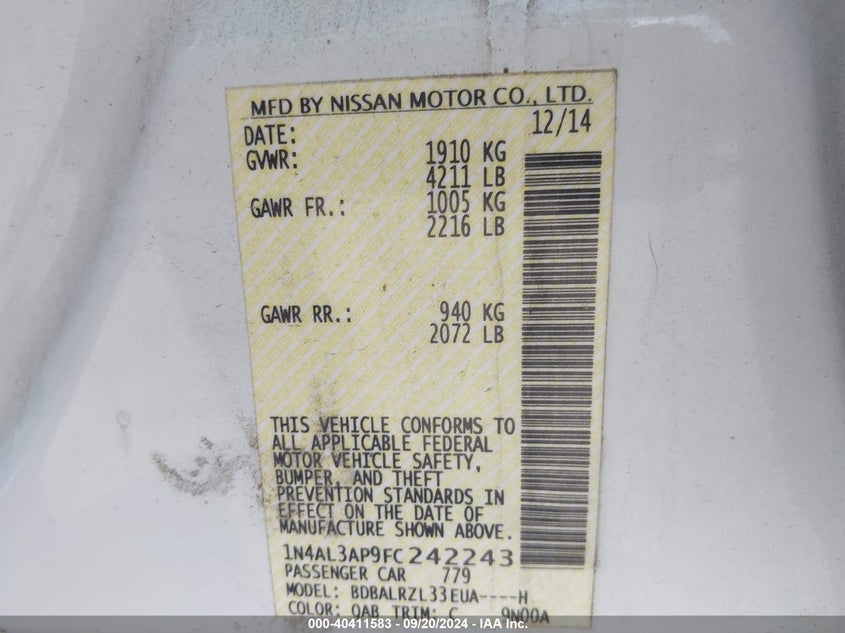 MFD BY NISSAN MOTOR CO., LTD.
DATE: 12/14
GVWR: 1910 KG
4211 LB
GAWR FR.: 1005 KG
2216 LB
GAWR RR.: 940 KG
2072 LB
THIS VEHICLE CONFORMS TO
ALL APPLICABLE FEDERAL
MOTOR VEHICLE SAFETY,
BUMPER, AND THEFT
PREVENTION STANDARDS IN
EFFECT ON THE DATE OF
MANUFACTURE SHOWN ABOVE.
1N4AL3AP9FC242243
PASSENGER CAR 779
MODEL: BDBALRZL33EUA----H
COLOR: QAB TRIM: C 9N00A
000-40411583 - 09/20/2024 - IAA Inc.